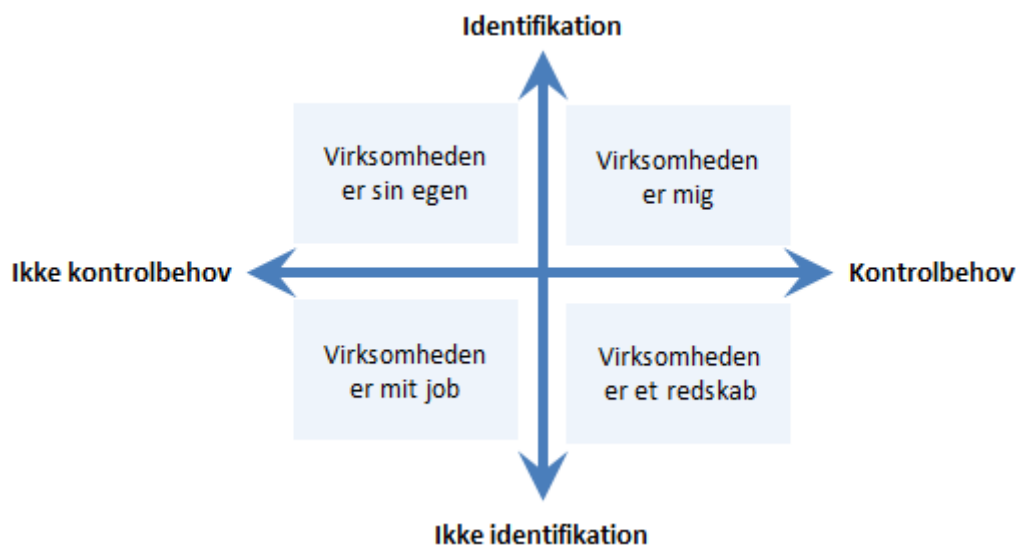 Identifikation
Virksomheden
er sin egen
Virksomheden
er mig
Ikke kontrolbehov
Kontrolbehov
Virksomheden
er mit job
Virksomheden
er et redskab
Ikke identifikation